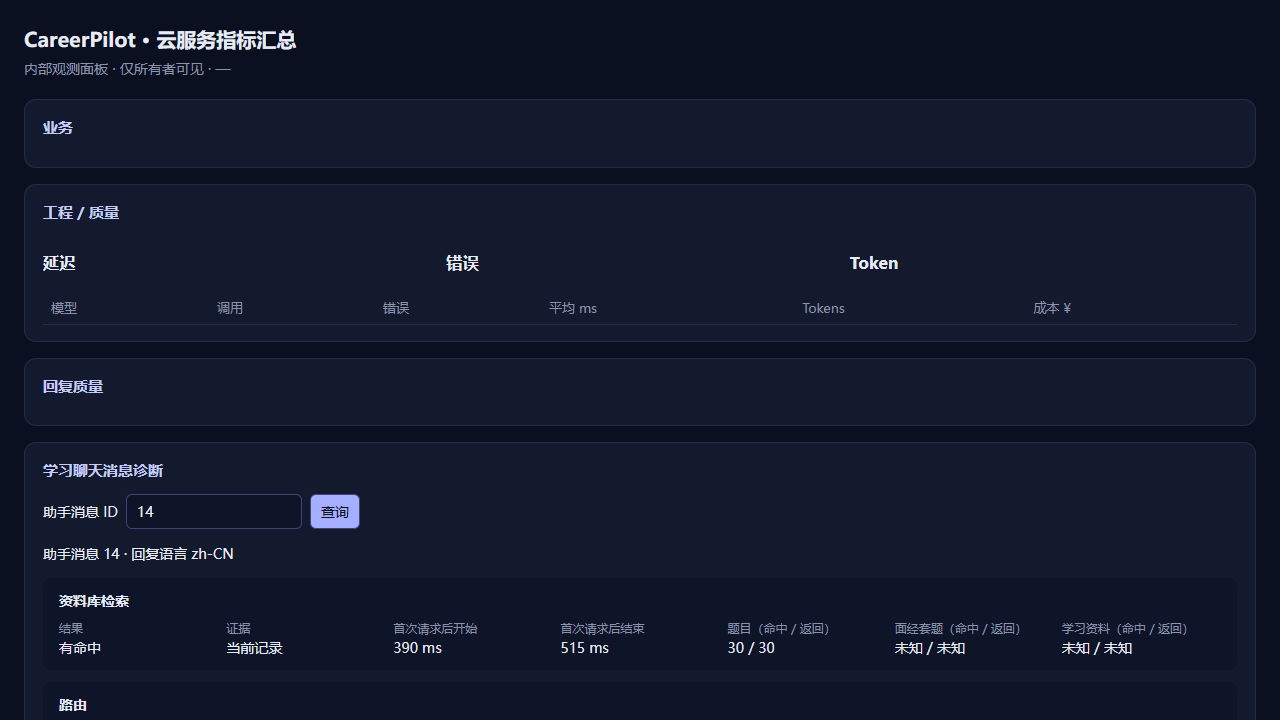 CareerPilot • 云服务指标汇总
内部观测面板 · 仅所有者可见 · —
业务
工程 / 质量
延迟 错误 Token
模型 调用 错误 平均 ms Tokens 成本 ¥
回复质量
学习聊天消息诊断
助手消息 ID 14 查询
助手消息 14 · 回复语言 zh-CN
资料库检索
结果 证据 首次请求后开始 首次请求后结束 题目（命中 / 返回） 面经套题（命中 / 返回） 学习资料（命中 / 返回）
有命中 当前记录 390 ms 515 ms 30 / 30 未知 / 未知 未知 / 未知
路由